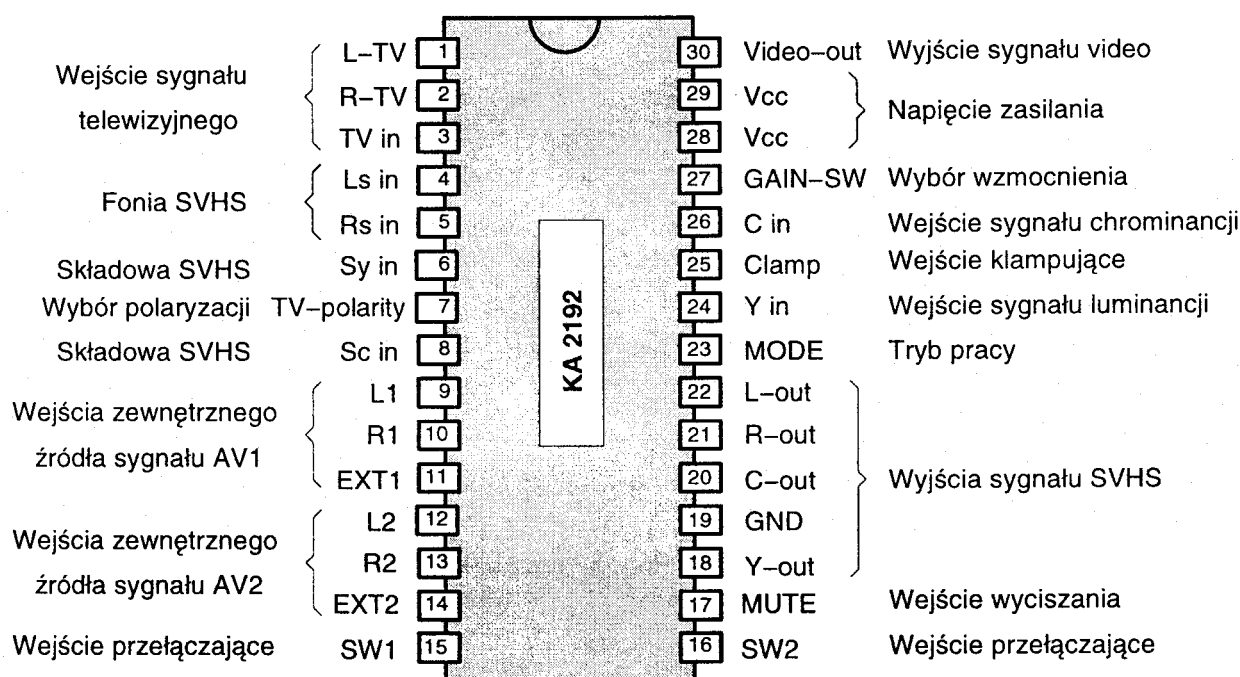 L–TV 1 30 Video–out Wyjście sygnału video
Wejście sygnału
telewizyjnego
R–TV 2 29 Vcc
Napięcie zasilania
TV in 3 28 Vcc
Ls in 4 27 GAIN–SW Wybór wzmocnienia
Fonia SVHS
Rs in 5 26 C in Wejście sygnału chrominancji
Składowa SVHS Sy in 6 25 Clamp Wejście klampujące
Wybór polaryzacji TV–polarity 7 24 Y in Wejście sygnału luminancji
Składowa SVHS Sc in 8 23 MODE Tryb pracy
KA 2192
L1 9 22 L–out
Wejścia zewnętrznego
źródła sygnału AV1
R1 10 21 R–out
EXT1 11 20 C–out Wyjścia sygnału SVHS
L2 12 19 GND
Wejścia zewnętrznego
źródła sygnału AV2
R2 13 18 Y–out
EXT2 14 17 MUTE Wejście wyciszania
Wejście przełączające SW1 15 16 SW2 Wejście przełączające